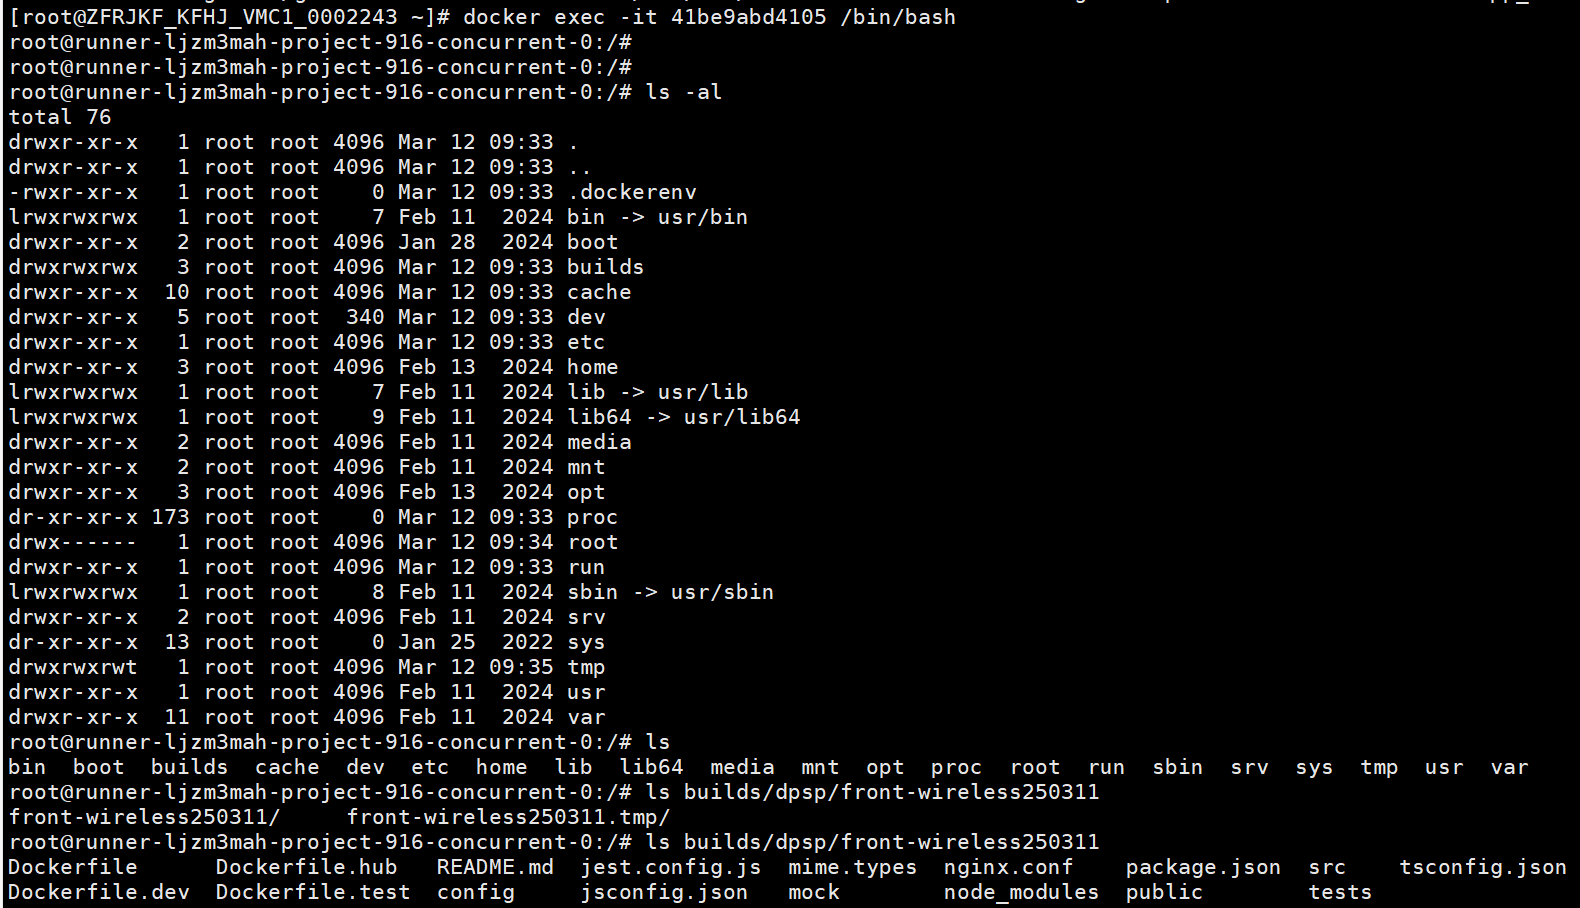 [root@ZFRJKF_KFHJ_VMC1_0002243 ~]# docker exec -it 41be9abd4105 /bin/bash
root@runner-ljzm3mah-project-916-concurrent-0:/#
root@runner-ljzm3mah-project-916-concurrent-0:/#
root@runner-ljzm3mah-project-916-concurrent-0:/# ls -al
total 76
drwxr-xr-x   1 root root 4096 Mar 12 09:33 .
drwxr-xr-x   1 root root 4096 Mar 12 09:33 ..
-rwxr-xr-x   1 root root    0 Mar 12 09:33 .dockerenv
lrwxrwxrwx   1 root root    7 Feb 11  2024 bin -> usr/bin
drwxr-xr-x   2 root root 4096 Jan 28  2024 boot
drwxrwxrwx   3 root root 4096 Mar 12 09:33 builds
drwxr-xr-x  10 root root 4096 Mar 12 09:33 cache
drwxr-xr-x   5 root root  340 Mar 12 09:33 dev
drwxr-xr-x   1 root root 4096 Mar 12 09:33 etc
drwxr-xr-x   3 root root 4096 Feb 13  2024 home
lrwxrwxrwx   1 root root    7 Feb 11  2024 lib -> usr/lib
lrwxrwxrwx   1 root root    9 Feb 11  2024 lib64 -> usr/lib64
drwxr-xr-x   2 root root 4096 Feb 11  2024 media
drwxr-xr-x   2 root root 4096 Feb 11  2024 mnt
drwxr-xr-x   3 root root 4096 Feb 13  2024 opt
dr-xr-xr-x 173 root root    0 Mar 12 09:33 proc
drwx------   1 root root 4096 Mar 12 09:34 root
drwxr-xr-x   1 root root 4096 Mar 12 09:33 run
lrwxrwxrwx   1 root root    8 Feb 11  2024 sbin -> usr/sbin
drwxr-xr-x   2 root root 4096 Feb 11  2024 srv
dr-xr-xr-x  13 root root    0 Jan 25  2022 sys
drwxrwxrwt   1 root root 4096 Mar 12 09:35 tmp
drwxr-xr-x   1 root root 4096 Feb 11  2024 usr
drwxr-xr-x  11 root root 4096 Feb 11  2024 var
root@runner-ljzm3mah-project-916-concurrent-0:/# ls
bin  boot  builds  cache  dev  etc  home  lib  lib64  media  mnt  opt  proc  root  run  sbin  srv  sys  tmp  usr  var
root@runner-ljzm3mah-project-916-concurrent-0:/# ls builds/dpsp/front-wireless250311
front-wireless250311/     front-wireless250311.tmp/
root@runner-ljzm3mah-project-916-concurrent-0:/# ls builds/dpsp/front-wireless250311
Dockerfile      Dockerfile.hub   README.md  jest.config.js  mime.types  nginx.conf    package.json  src    tsconfig.json
Dockerfile.dev  Dockerfile.test  config     jsconfig.json   mock        node_modules  public        tests